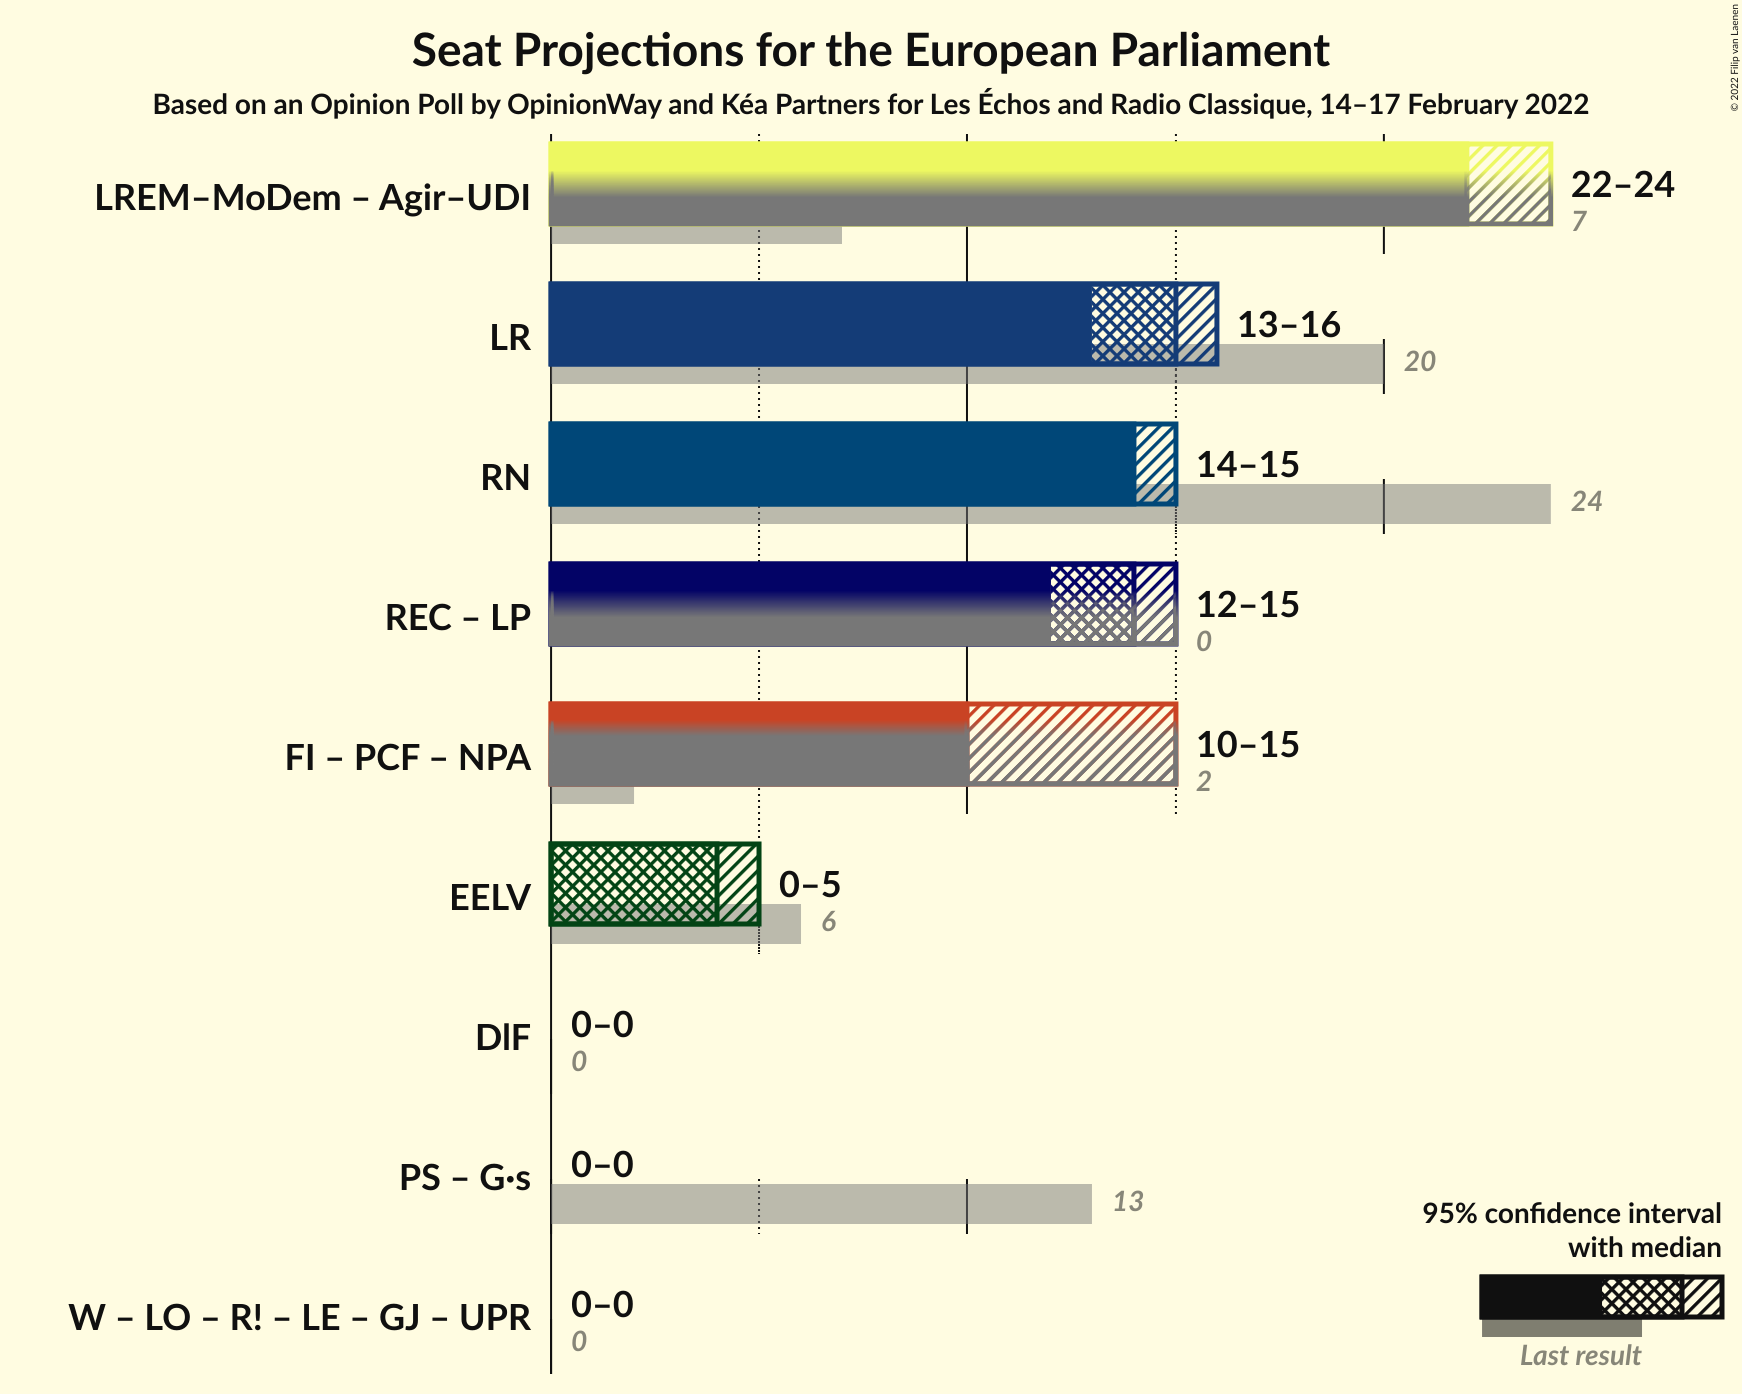 Seat Projections for the European Parliament
Based on an Opinion Poll by OpinionWay and Kéa Partners for Les Échos and Radio Classique, 14–17 February 2022
© 2022 Filip van Laenen
LREM–MoDem – Agir–UDI
22–24
7
LR
13–16
20
RN
14–15
24
REC – LP
12–15
0
FI – PCF – NPA
10–15
2
EELV
0–5
6
DlF
0–0
0
PS – G·s
0–0
13
W – LO – R! – LE – GJ – UPR
0–0
0
95% confidence interval
with median
Last result